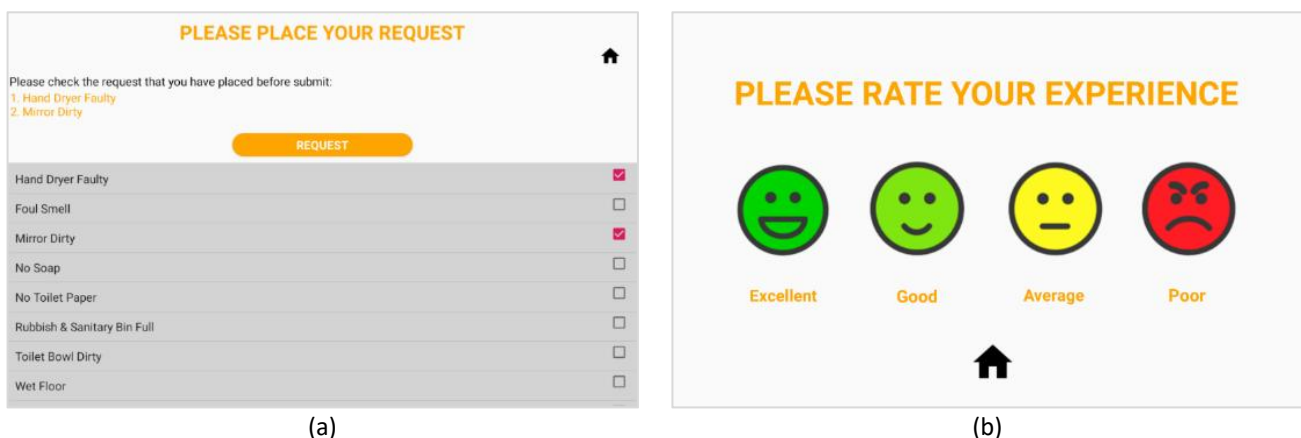 PLEASE PLACE YOUR REQUEST
Please check the request that you have placed before submit:
1. Hand Dryer Faulty
2. Mirror Dirty
REQUEST
Hand Dryer Faulty
Foul Smell
Mirror Dirty
No Soap
No Toilet Paper
Rubbish & Sanitary Bin Full
Toilet Bowl Dirty
Wet Floor
(a)
PLEASE RATE YOUR EXPERIENCE
Excellent Good Average Poor
(b)